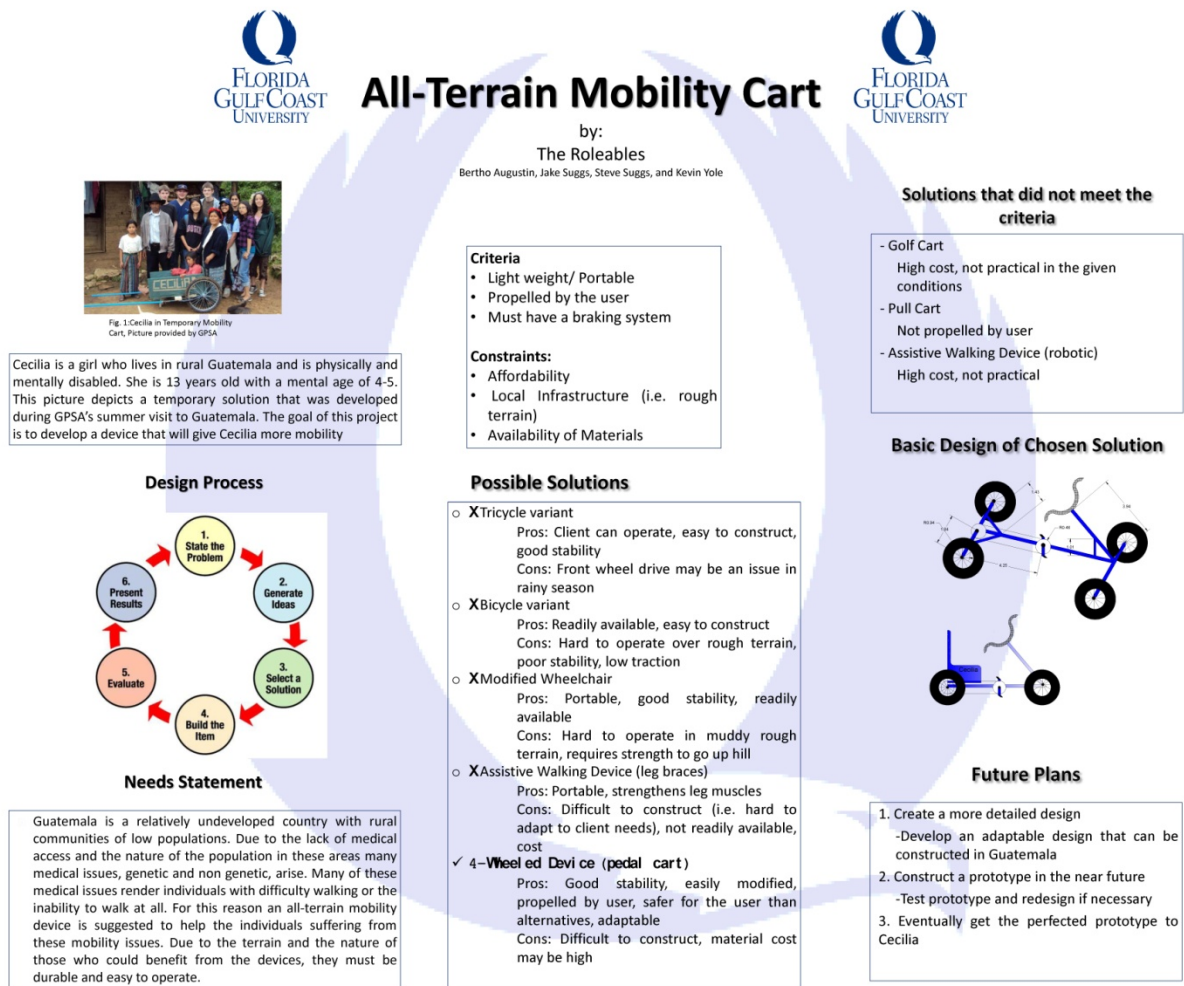 FLORIDA
GULF COAST
UNIVERSITY
All-Terrain Mobility Cart
FLORIDA
GULF COAST
UNIVERSITY
by:
The Roleables
Bertho Augustin, Jake Suggs, Steve Suggs, and Kevin Yole
CECILIA
Fig. 1:Cecilia in Temporary Mobility
Cart, Picture provided by GPSA
Cecilia is a girl who lives in rural Guatemala and is physically and
mentally disabled. She is 13 years old with a mental age of 4-5.
This picture depicts a temporary solution that was developed
during GPSA's summer visit to Guatemala. The goal of this project
is to develop a device that will give Cecilia more mobility
Design Process
1.
State the
Problem
2.
Generate
Ideas
3.
Select a
Solution
4.
Build the
Item
5.
Evaluate
6.
Present
Results
Needs Statement
Guatemala is a relatively undeveloped country with rural
communities of low populations. Due to the lack of medical
access and the nature of the population in these areas many
medical issues, genetic and non genetic, arise. Many of these
medical issues render individuals with difficulty walking or the
inability to walk at all. For this reason an all-terrain mobility
device is suggested to help the individuals suffering from
these mobility issues. Due to the terrain and the nature of
those who could benefit from the devices, they must be
durable and easy to operate.
Criteria
• Light weight/ Portable
• Propelled by the user
• Must have a braking system
Constraints:
• Affordability
• Local Infrastructure (i.e. rough
terrain)
• Availability of Materials
Possible Solutions
o XTricycle variant
Pros: Client can operate, easy to construct,
good stability
Cons: Front wheel drive may be an issue in
rainy season
o XBicycle variant
Pros: Readily available, easy to construct
Cons: Hard to operate over rough terrain,
poor stability, low traction
o XModified Wheelchair
Pros: Portable, good stability, readily
available
Cons: Hard to operate in muddy rough
terrain, requires strength to go up hill
o XAssistive Walking Device (leg braces)
Pros: Portable, strengthens leg muscles
Cons: Difficult to construct (i.e. hard to
adapt to client needs), not readily available,
cost
✓ 4-Wheeled Device (pedal cart)
Pros: Good stability, easily modified,
propelled by user, safer for the user than
alternatives, adaptable
Cons: Difficult to construct, material cost
may be high
Solutions that did not meet the
criteria
- Golf Cart
High cost, not practical in the given
conditions
- Pull Cart
Not propelled by user
- Assistive Walking Device (robotic)
High cost, not practical
Basic Design of Chosen Solution
Cecilia
Future Plans
1. Create a more detailed design
-Develop an adaptable design that can be
constructed in Guatemala
2. Construct a prototype in the near future
-Test prototype and redesign if necessary
3. Eventually get the perfected prototype to
Cecilia